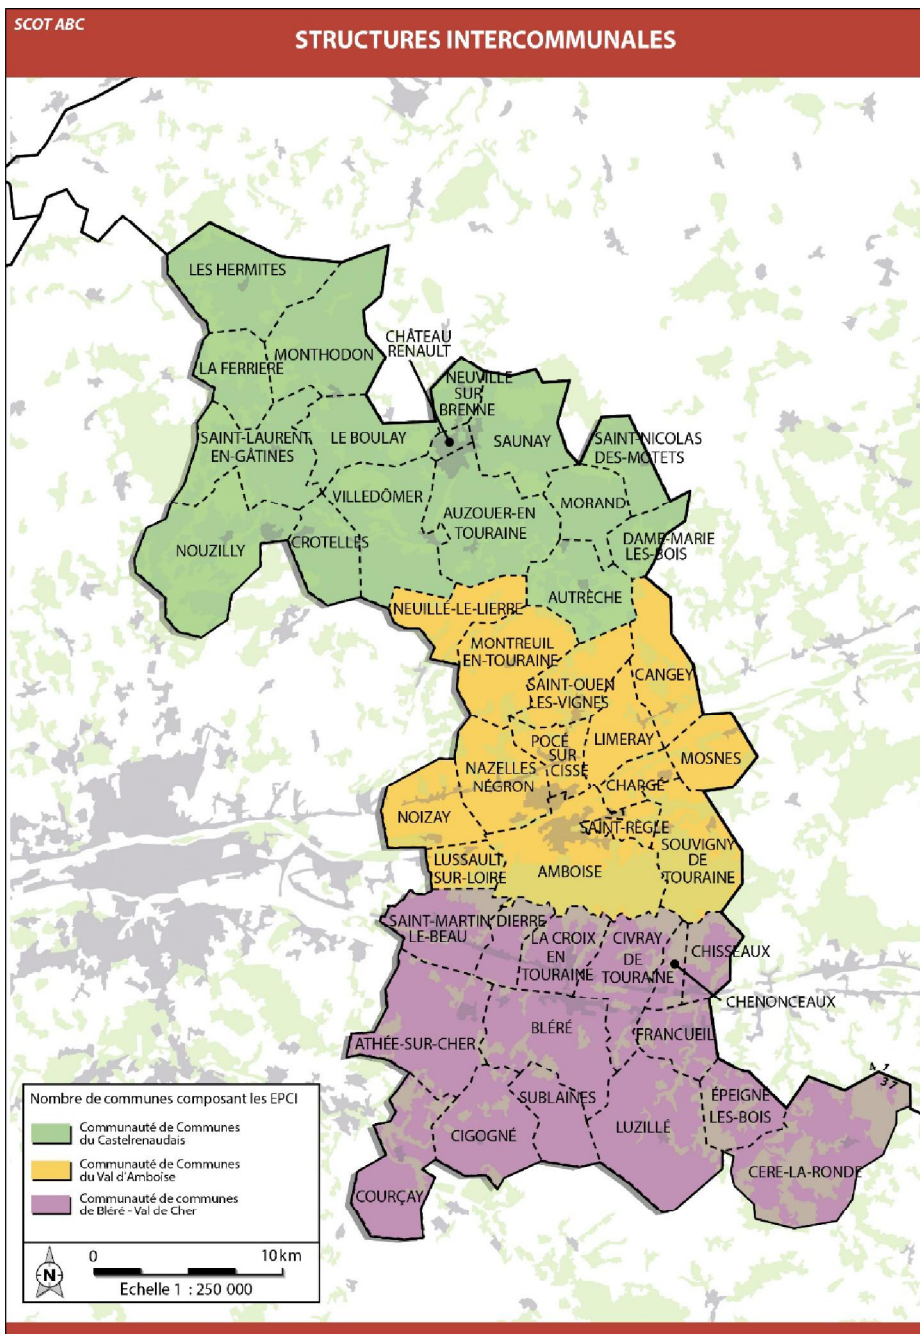 SCOT ABC
STRUCTURES INTERCOMMUNALES
LES HERMITES
CHÂTEAU
RENAULT
MONTHODON
LA FERRIERE
NEUVILLE
SUR
BRENNE
SAINT-LAURENT
EN-GÂTINES
LE BOULAY
SAUNAY
SAINT-NICOLAS
DES-MOTETS
VILLEDÔMER
MORAND
AUZOUER-EN
TOURAINE
NOUZILLY
CROTELLES
DAME-MARIE
LES-BOIS
AUTRÈCHE
NEUILLÉ-LE-LIERRE
MONTREUIL
EN-TOURAINE
CANGEY
SAINT-OUEN
LES-VIGNES
POCÉ
SUR
CISSE
LIMERAY
MOSNES
NAZELLES
NÉGRON
CHARGÉ
NOIZAY
SAINT-RÈGLE
SOUVIGNY
DE
TOURAINE
LUSSAULT
SUR-LOIRE
AMBOISE
SAINT-MARTIN
LE-BEAU
DIERRE
LA CROIX
EN
TOURAINE
CIVRAY
DE
TOURAINE
CHISSEAUX
CHENONCEAUX
BLÉRÉ
FRANCUEIL
ATHÉE-SUR-CHER
41
37
ÉPEIGNE
LES-BOIS
SUBLAINES
LUZILLÉ
CIGOGNÉ
CERE-LA-RONDE
COURÇAY
Nombre de communes composant les EPCI
Communauté de Communes
du Castelrenaudais
Communauté de Communes
du Val d'Amboise
Communauté de communes
de Bléré - Val de Cher
N
0 10 km
Echelle 1 : 250 000